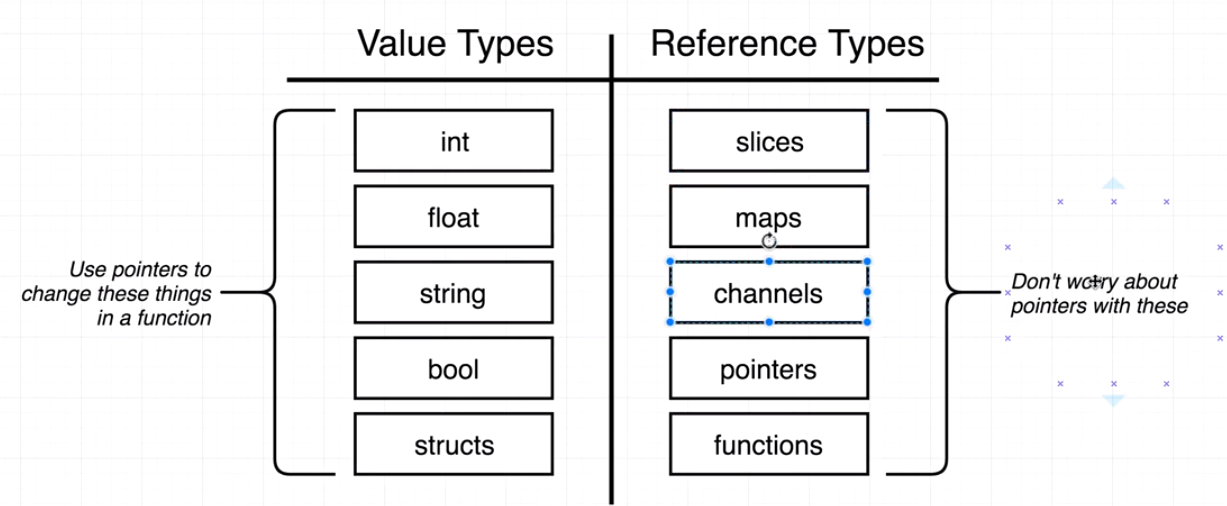 Value Types
Reference Types
int
slices
float
maps
Use pointers to
change these things
in a function
string
channels
Don't worry about
pointers with these
bool
pointers
structs
functions